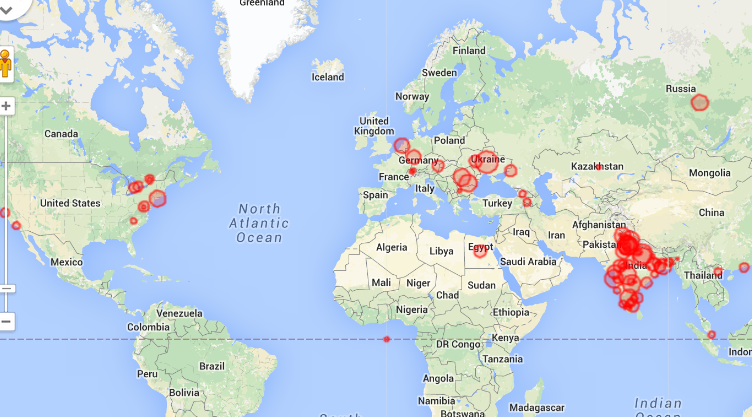 Greenland
Finland
Iceland
Sweden
Russia
Norway
Canada
United
Kingdom
Poland
Germany
Ukraine
Kazakhstan
France
Mongolia
United States
Italy
Spain
North
Atlantic
Ocean
Turkey
China
Afghanistan
Iraq
Iran
Pakistan
Algeria
Libya
Egypt
Saudi Arabia
India
Mexico
Mali
Niger
Sudan
Thailand
Chad
Nigeria
Ethiopia
Venezuela
Colombia
DR Congo
Kenya
Indon
Tanzania
Brazil
Peru
Angola
Bolivia
Namibia
Madagascar
Botswana
Indian
Ocean
South